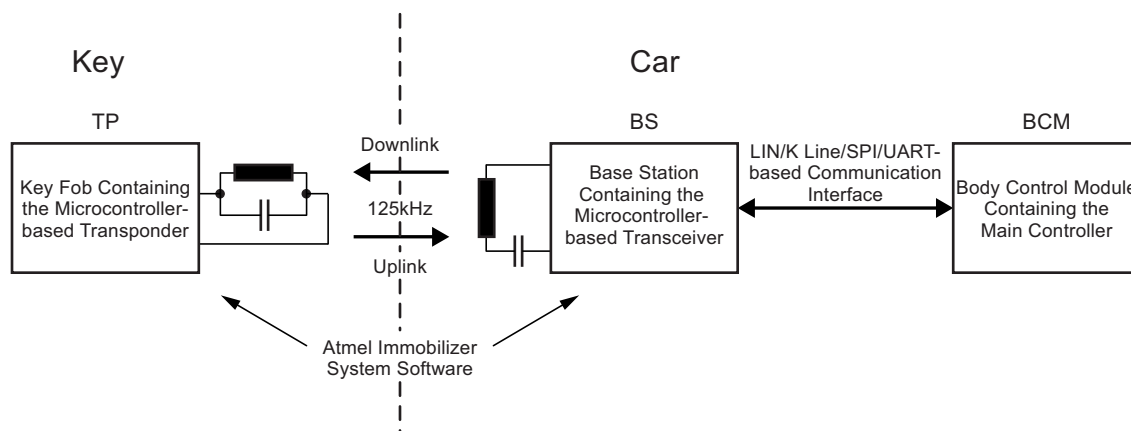 Key
Car
TP
BS
BCM
Key Fob Containing
the Microcontroller-
based Transponder
Downlink
125kHz
Uplink
Base Station
Containing the
Microcontroller-
based Transceiver
LIN/K Line/SPI/UART-
based Communication
Interface
Body Control Module
Containing the
Main Controller
Atmel Immobilizer
System Software